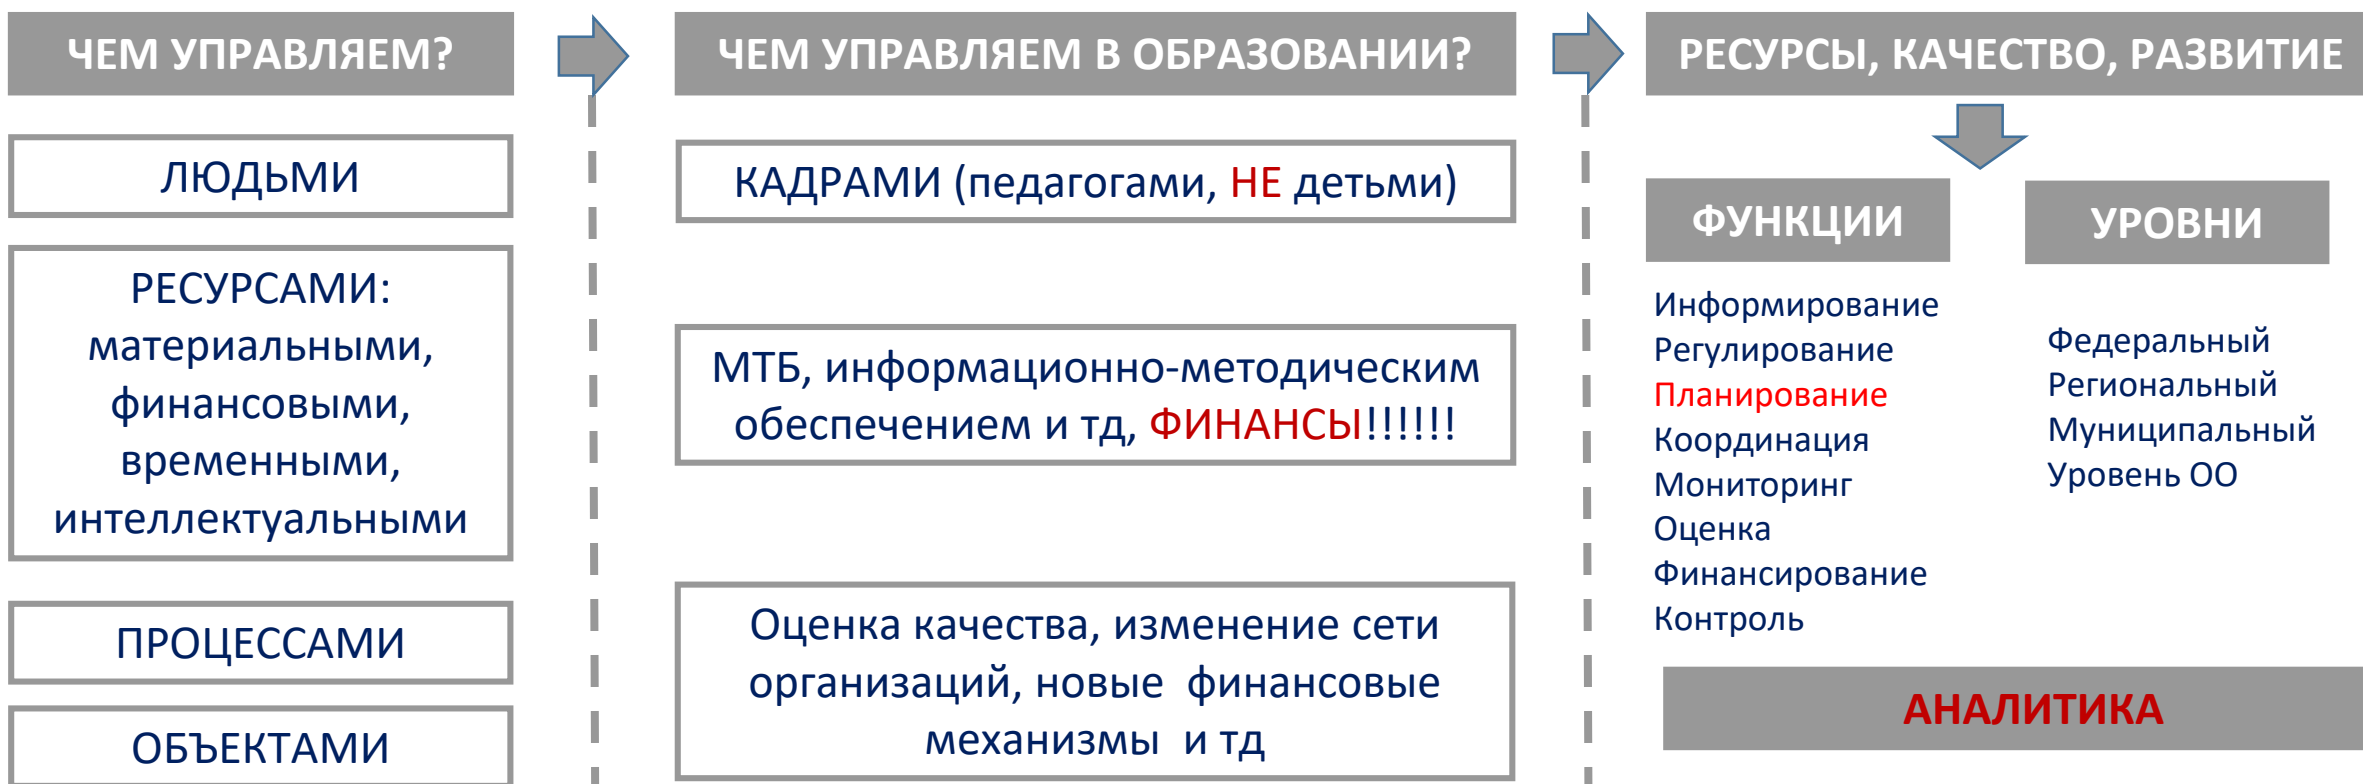 ЧЕМ УПРАВЛЯЕМ?
ЛЮДЬМИ
РЕСУРСАМИ:
материальными,
финансовыми,
временными,
интеллектуальными
ПРОЦЕССАМИ
ОБЪЕКТАМИ
ЧЕМ УПРАВЛЯЕМ В ОБРАЗОВАНИИ?
КАДРАМИ (педагогами, НЕ детьми)
МТБ, информационно-методическим
обеспечением и тд, ФИНАНСЫ!!!!!!
Оценка качества, изменение сети
организаций, новые финансовые
механизмы и тд
РЕСУРСЫ, КАЧЕСТВО, РАЗВИТИЕ
ФУНКЦИИ
Информирование
Регулирование
Планирование
Координация
Мониторинг
Оценка
Финансирование
Контроль
УРОВНИ
Федеральный
Региональный
Муниципальный
Уровень ОО
АНАЛИТИКА